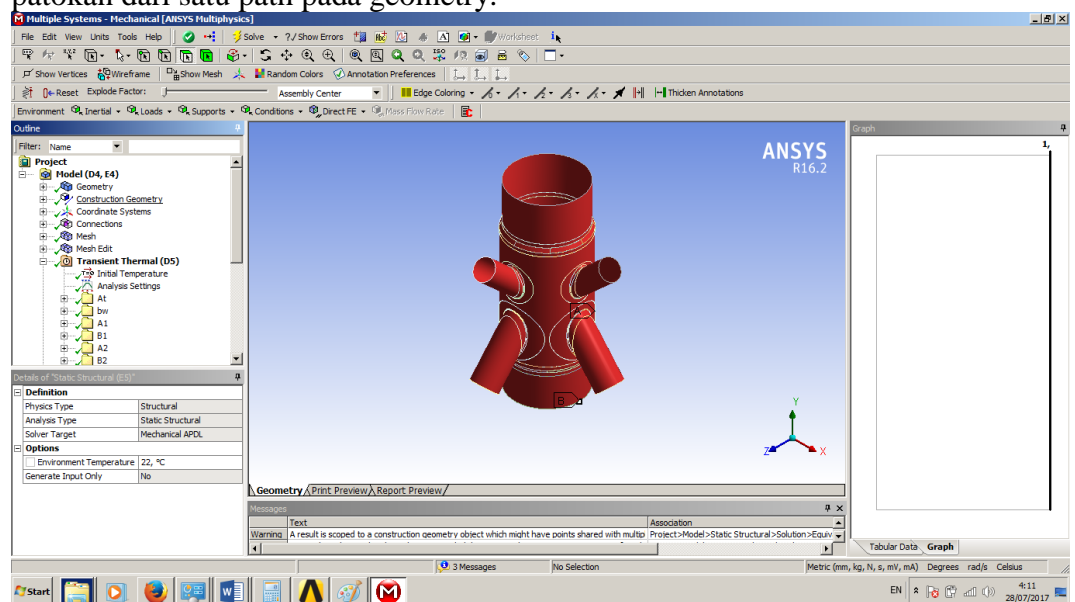 patokan dari satu path pada geometry.
Multiple Systems - Mechanical [ANSYS Multiphysics]
File Edit View Units Tools Help Solve ?/ Show Errors A Worksheet
Show Vertices Wireframe Show Mesh Random Colors Annotation Preferences
Reset Explode Factor: Assembly Center Edge Coloring Thicken Annotations
Environment Inertial Loads Supports Conditions Direct FE Mass Flow Rate
Outline
Filter: Name
Project
Model (D4, E4)
Geometry
Construction Geometry
Coordinate Systems
Connections
Mesh
Mesh Edit
Transient Thermal (D5)
Initial Temperature
Analysis Settings
At
bw
A1
B1
A2
B2
Details of "Static Structural (E5)"
Definition
Physics Type Structural
Analysis Type Static Structural
Solver Target Mechanical APDL
Options
Environment Temperature 22, °C
Generate Input Only No
ANSYS
R16.2
A
B
Y
Z
X
Geometry Print Preview Report Preview
Graph
1,
Messages
Text Association
Warning A result is scoped to a construction geometry object which might have points shared with multip Project>Model>Static Structural>Solution>Equiv
Tabular Data Graph
3 Messages No Selection Metric (mm, kg, N, s, mV, mA) Degrees rad/s Celsius
Start EN 4:11
28/07/2017